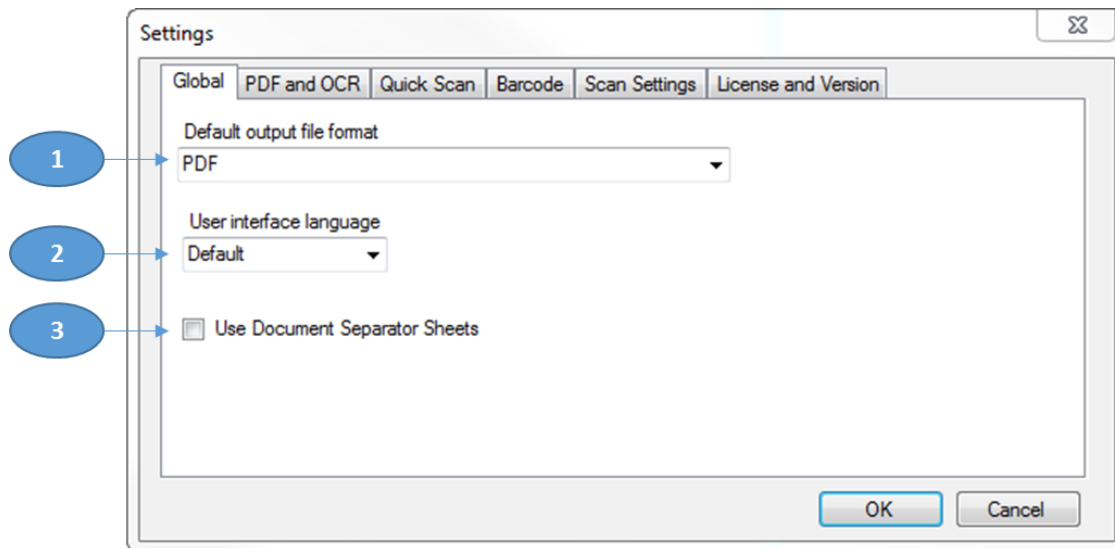 Settings
Global PDF and OCR Quick Scan Barcode Scan Settings License and Version
Default output file format
1
PDF
User interface language
2
Default
3
Use Document Separator Sheets
OK Cancel